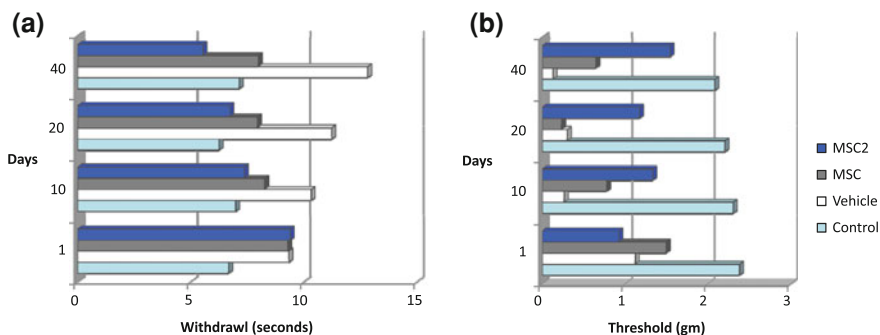 (a)
(b)
40
20
Days
10
1
0 5 10 15
Withdrawl (seconds)
40
20
Days
10
1
0 1 2 3
Threshold (gm)
MSC2
MSC
Vehicle
Control